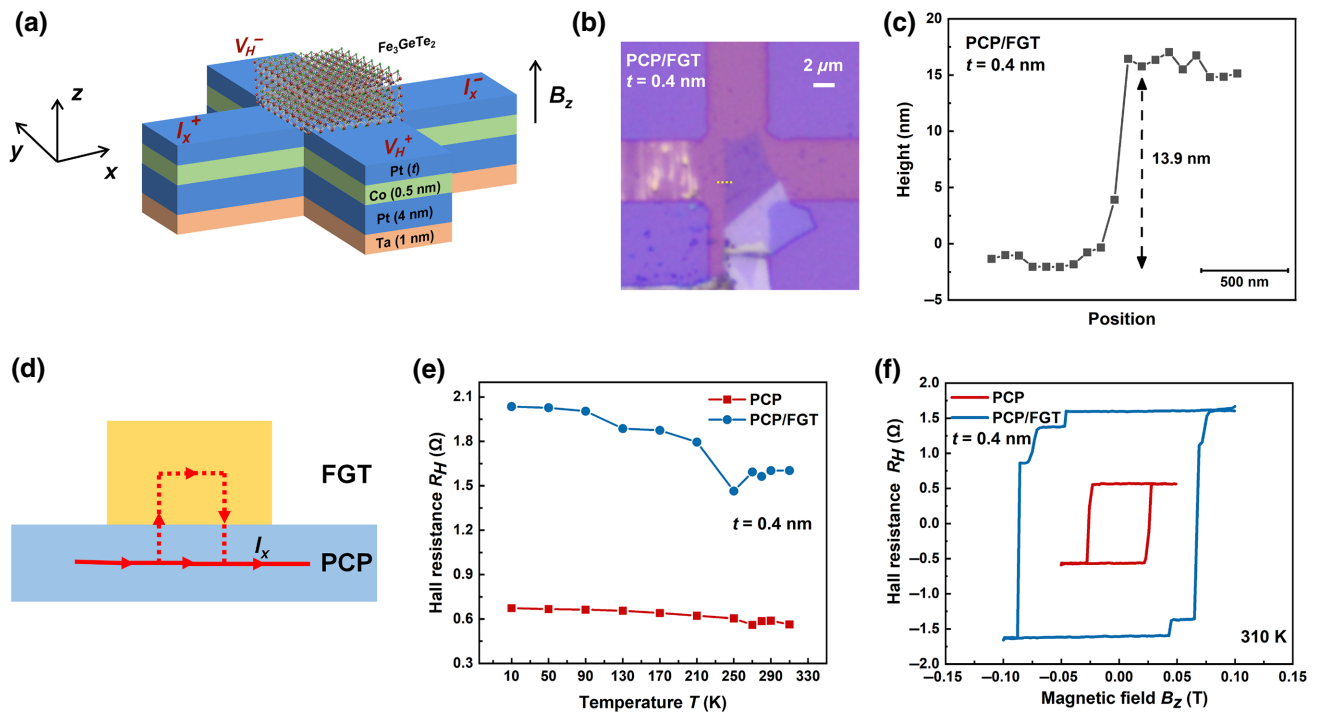 (a)
V_H^−
Fe₃GeTe₂
I_x^−
B_z
z
y
x
I_x^+
V_H^+
Pt (t)
Co (0.5 nm)
Pt (4 nm)
Ta (1 nm)
(b)
PCP/FGT
t = 0.4 nm
2 μm
(c)
PCP/FGT
t = 0.4 nm
20
15
10
5
0
−5
Height (nm)
13.9 nm
500 nm
Position
(d)
FGT
I_x
PCP
(e)
PCP
PCP/FGT
t = 0.4 nm
2.1
1.8
1.5
1.2
0.9
0.6
0.3
Hall resistance R_H (Ω)
10 50 90 130 170 210 250 290 330
Temperature T (K)
(f)
PCP
PCP/FGT
t = 0.4 nm
2.0
1.5
1.0
0.5
0.0
−0.5
−1.0
−1.5
−2.0
Hall resistance R_H (Ω)
310 K
−0.15 −0.10 −0.05 0.00 0.05 0.10 0.15
Magnetic field B_z (T)